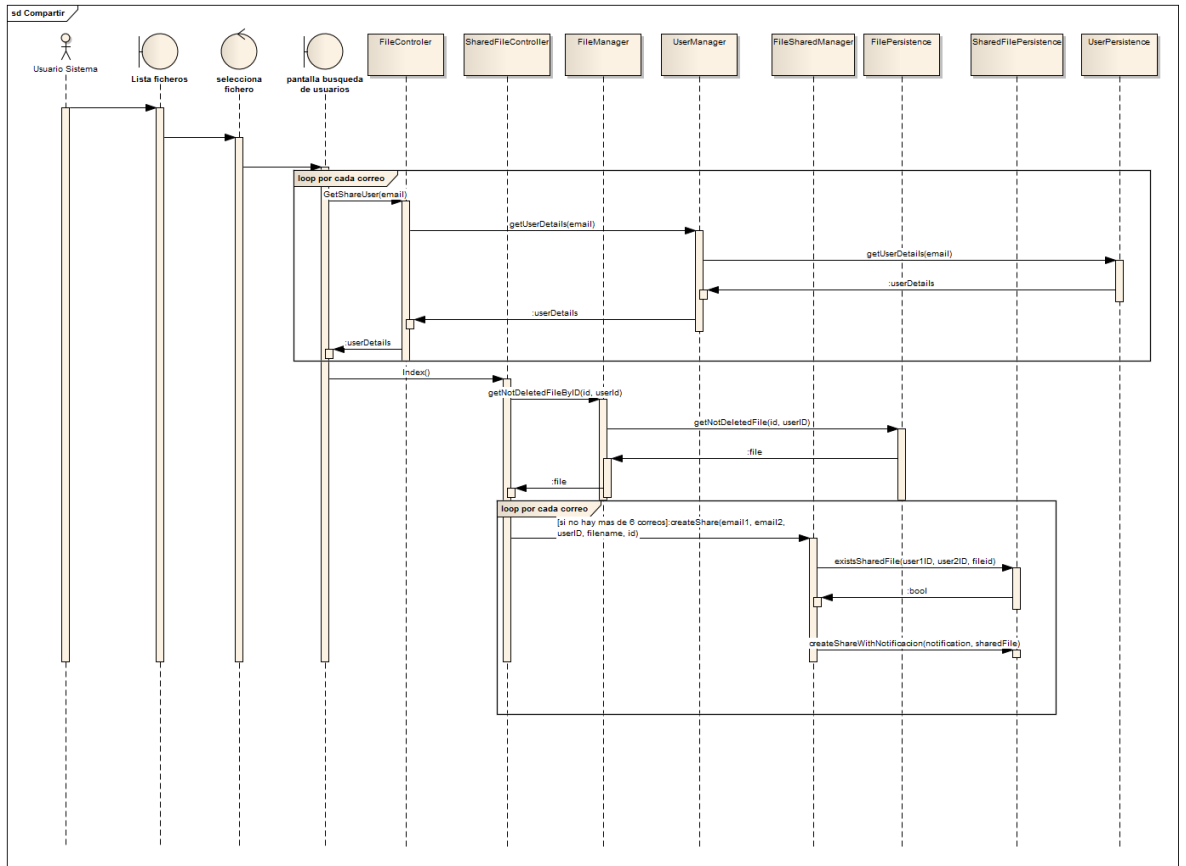 sd Compartir
Usuario Sistema
Lista ficheros
selecciona
fichero
pantalla busqueda
de usuarios
FileControler
SharedFileController
FileManager
UserManager
FileSharedManager
FilePersistence
SharedFilePersistence
UserPersistence
loop por cada correo
GetShareUser(email)
getUserDetails(email)
getUserDetails(email)
:userDetails
:userDetails
:userDetails
Index()
getNotDeletedFileByID(id, userId)
getNotDeletedFile(id, userID)
:file
:file
loop por cada correo
[si no hay mas de 6 correos]:createShare(email1, email2,
userID, filename, id)
existsSharedFile(user1ID, user2ID, fileid)
:bool
createShareWithNotificacion(notification, sharedFile)